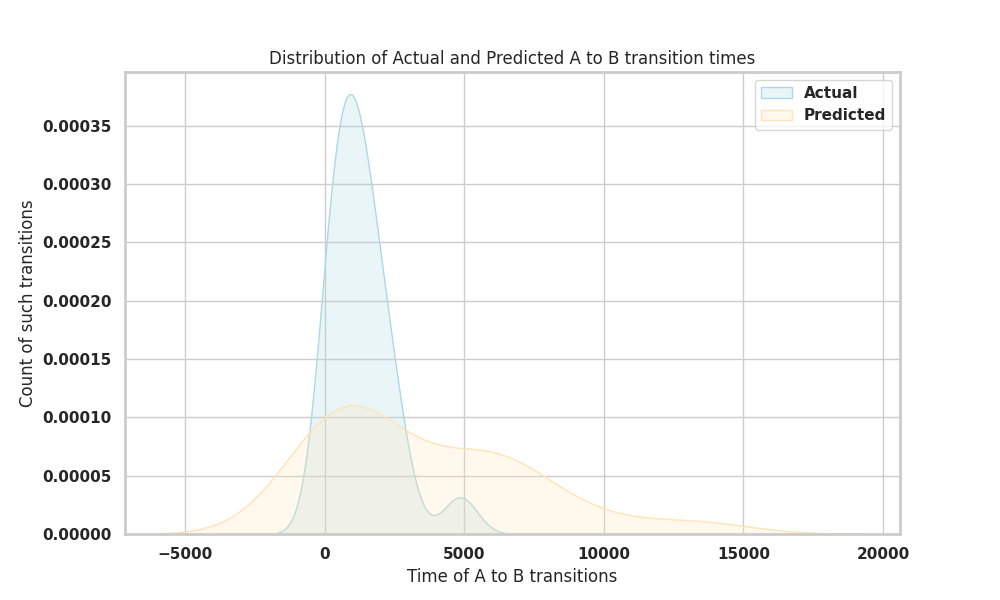 Distribution of Actual and Predicted A to B transition times
Actual
Predicted
Count of such transitions
0.00035
0.00030
0.00025
0.00020
0.00015
0.00010
0.00005
0.00000
−5000 0 5000 10000 15000 20000
Time of A to B transitions